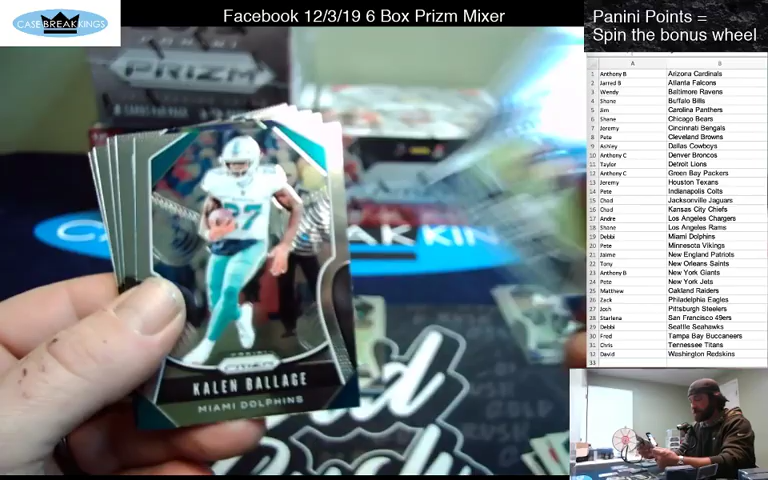 CASEBREAKKINGS
Facebook 12/3/19 6 Box Prizm Mixer
Panini Points =
Spin the bonus wheel
PRIZM
KALEN BALLAGE
MIAMI DOLPHINS
A B
1 Anthony B Arizona Cardinals
2 Jarred B Atlanta Falcons
3 Wendy Baltimore Ravens
4 Shane Buffalo Bills
5 Jim Carolina Panthers
6 Shane Chicago Bears
7 Jeremy Cincinnati Bengals
8 Pete Cleveland Browns
9 Ashley Dallas Cowboys
10 Anthony C Denver Broncos
11 Taylor Detroit Lions
12 Anthony C Green Bay Packers
13 Jeremy Houston Texans
14 Pete Indianapolis Colts
15 Chad Jacksonville Jaguars
16 Chad Kansas City Chiefs
17 Andre Los Angeles Chargers
18 Shane Los Angeles Rams
19 Debbi Miami Dolphins
20 Pete Minnesota Vikings
21 Jaime New England Patriots
22 Tony New Orleans Saints
23 Anthony B New York Giants
24 Pete New York Jets
25 Matthew Oakland Raiders
26 Zack Philadelphia Eagles
27 Josh Pittsburgh Steelers
28 Starlena San Francisco 49ers
29 Debbi Seattle Seahawks
30 Fred Tampa Bay Buccaneers
31 Chris Tennessee Titans
32 David Washington Redskins
33